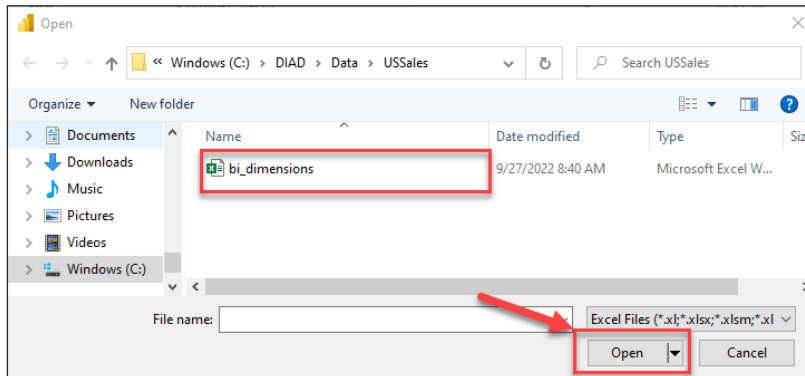 Open
« Windows (C:) > DIAD > Data > USSales
Search USSales
Organize
New folder
Documents
Downloads
Music
Pictures
Videos
Windows (C:)
Name
Date modified
Type
Siz
bi_dimensions
9/27/2022 8:40 AM
Microsoft Excel W...
File name:
Excel Files (*.xl;*.xlsx;*.xlsm;*.xl
Open
Cancel